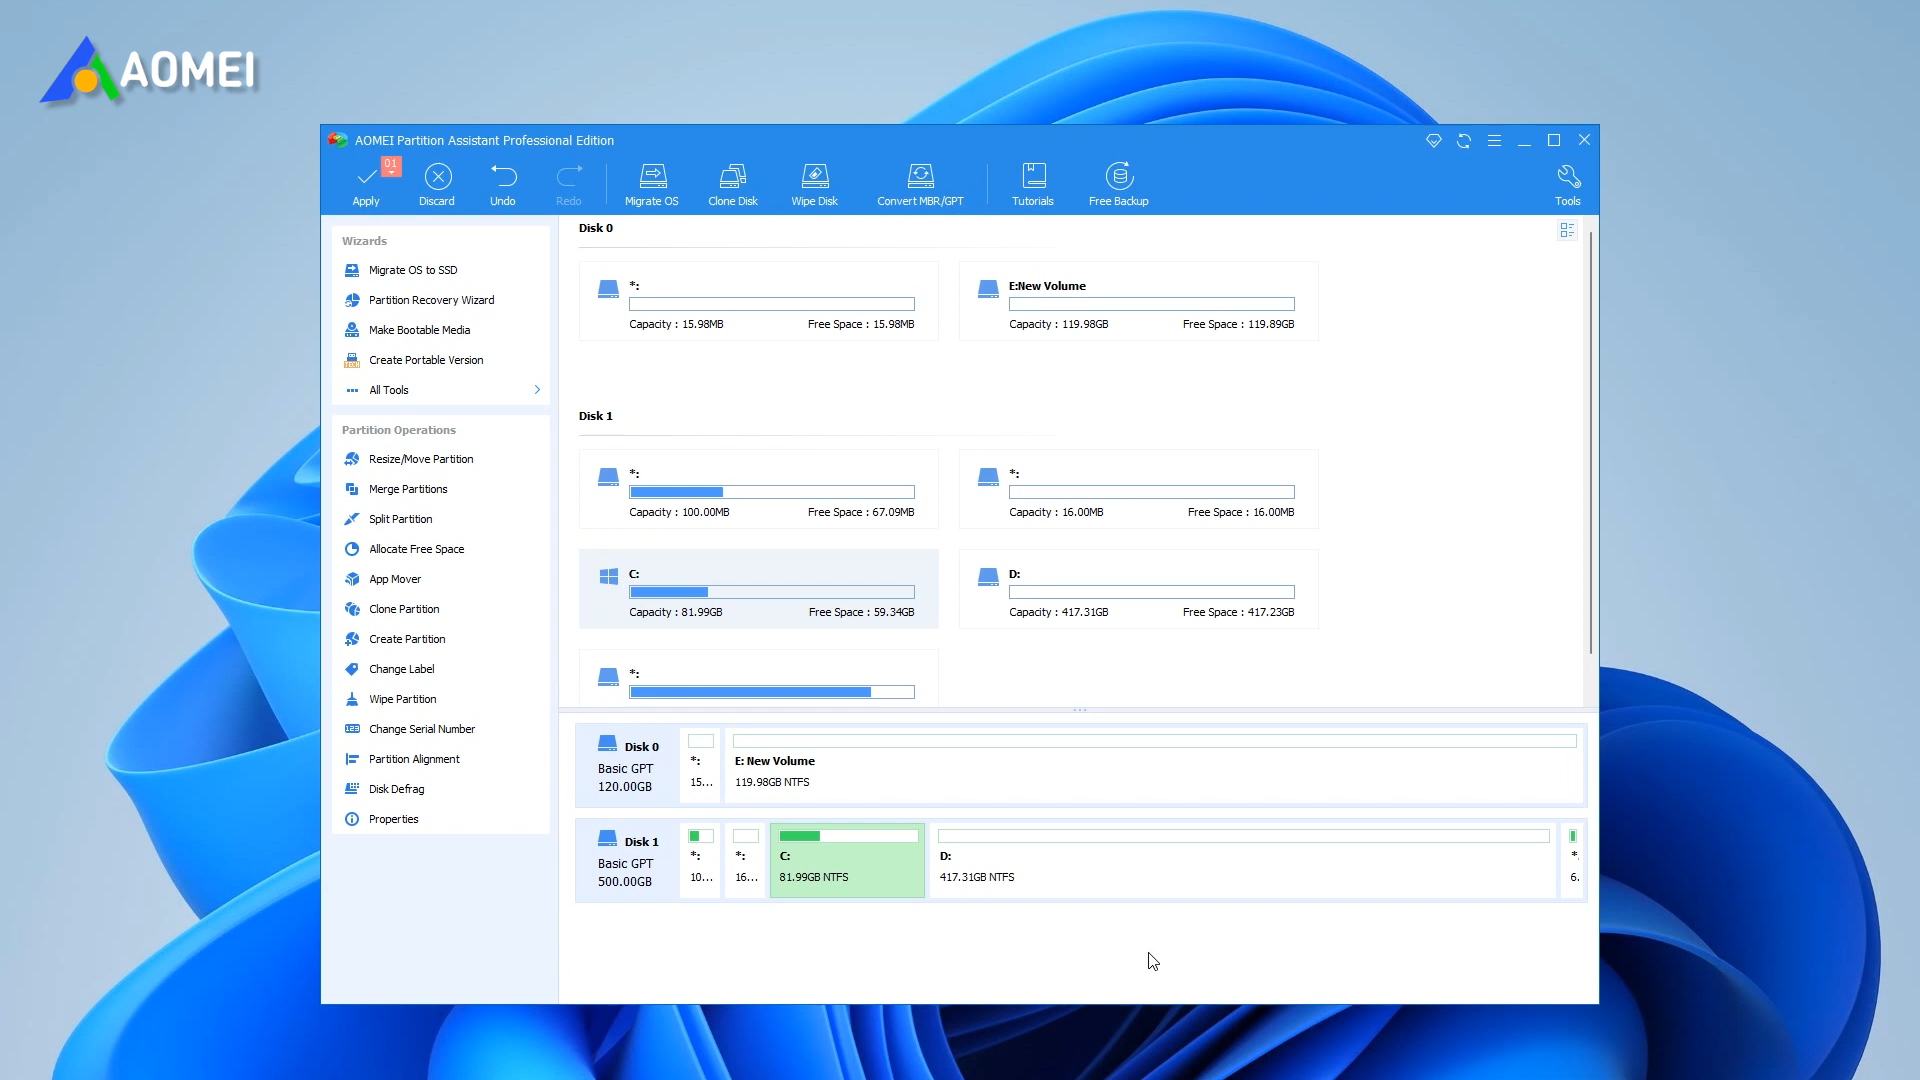 AOMEI
AOMEI Partition Assistant Professional Edition
01
Apply
Discard
Undo
Redo
Migrate OS
Clone Disk
Wipe Disk
Convert MBR/GPT
Tutorials
Free Backup
Tools
Wizards
Migrate OS to SSD
Partition Recovery Wizard
Make Bootable Media
TECH
Create Portable Version
All Tools
Partition Operations
Resize/Move Partition
Merge Partitions
Split Partition
Allocate Free Space
App Mover
Clone Partition
Create Partition
Change Label
Wipe Partition
123
Change Serial Number
Partition Alignment
Disk Defrag
Properties
Disk 0
*:
Capacity : 15.98MB
Free Space : 15.98MB
E:New Volume
Capacity : 119.98GB
Free Space : 119.89GB
Disk 1
*:
Capacity : 100.00MB
Free Space : 67.09MB
*:
Capacity : 16.00MB
Free Space : 16.00MB
C:
Capacity : 81.99GB
Free Space : 59.34GB
D:
Capacity : 417.31GB
Free Space : 417.23GB
*:
Disk 0
Basic GPT
120.00GB
*:
15...
E: New Volume
119.98GB NTFS
Disk 1
Basic GPT
500.00GB
*:
10...
*:
16...
C:
81.99GB NTFS
D:
417.31GB NTFS
*
6.